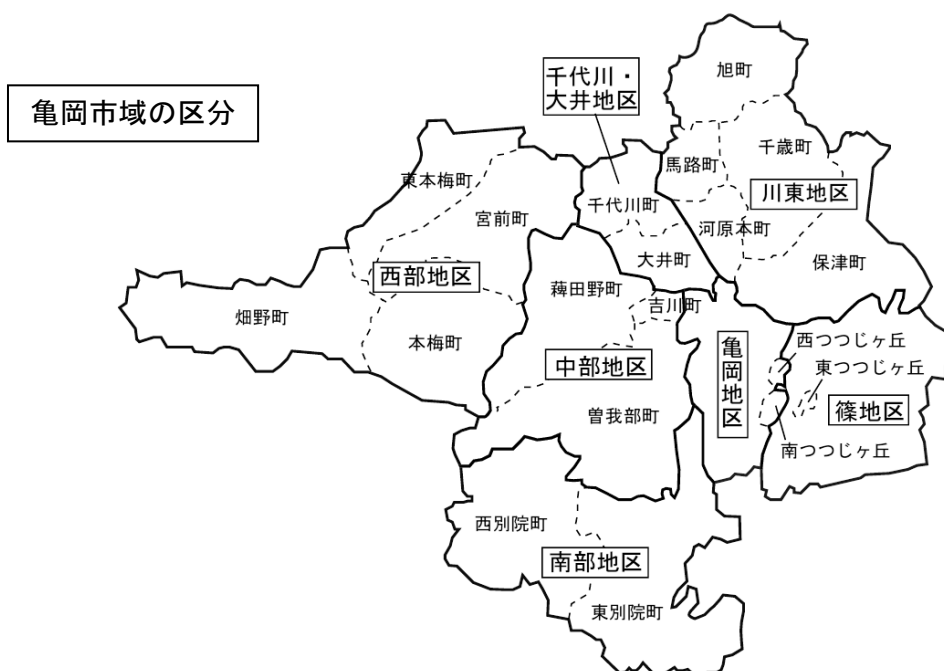 亀岡市域の区分
千代川・
大井地区
旭町
千歳町
馬路町
川東地区
東本梅町
千代川町
宮前町
河原本町
大井町
保津町
西部地区
薭田野町
吉川町
畑野町
本梅町
西つつじヶ丘
東つつじヶ丘
中部地区
亀岡地区
篠地区
曽我部町
南つつじヶ丘
西別院町
南部地区
東別院町